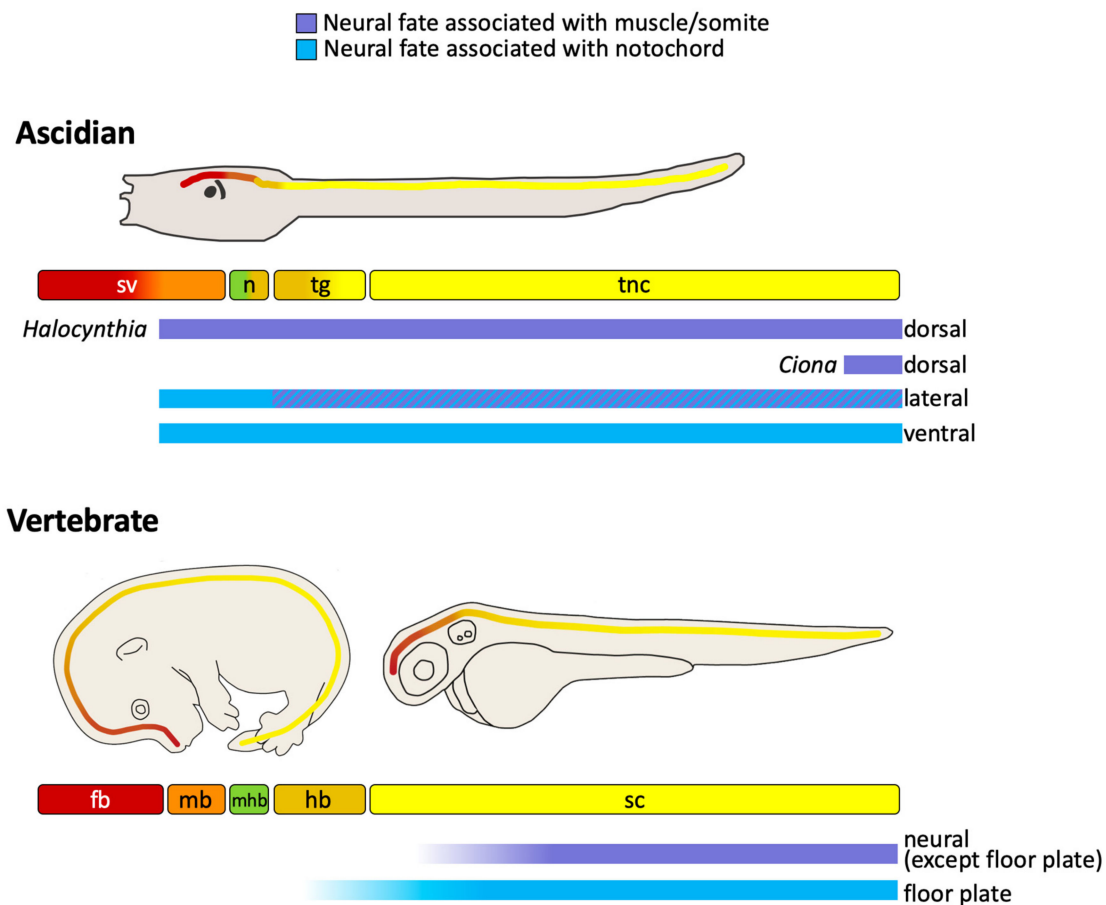 Neural fate associated with muscle/somite
Neural fate associated with notochord
Ascidian
sv n tg tnc
Halocynthia dorsal
Ciona dorsal
lateral
ventral
Vertebrate
fb mb mhb hb sc
neural
(except floor plate)
floor plate